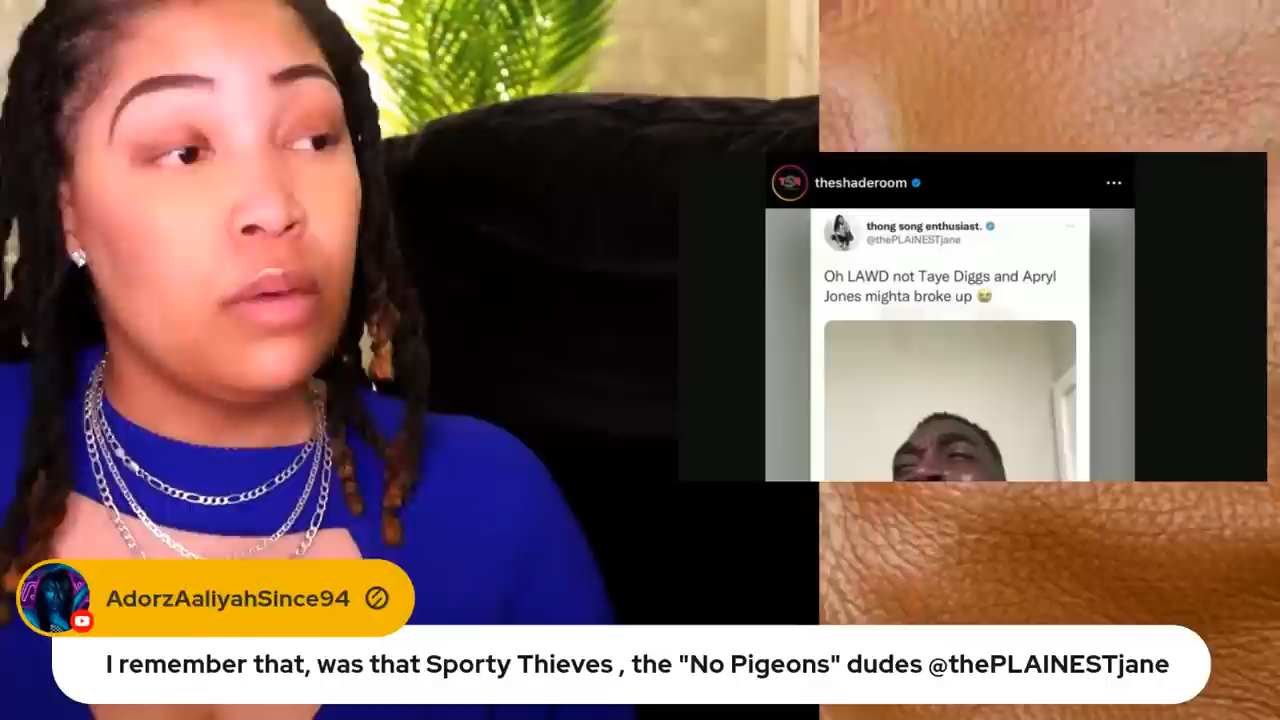 theshaderoom
thong song enthusiast.
@thePLAINESTjane
Oh LAWD not Taye Diggs and Apryl
Jones mighta broke up 😭
AdorzAaliyahSince94
I remember that, was that Sporty Thieves , the "No Pigeons" dudes @thePLAINESTjane